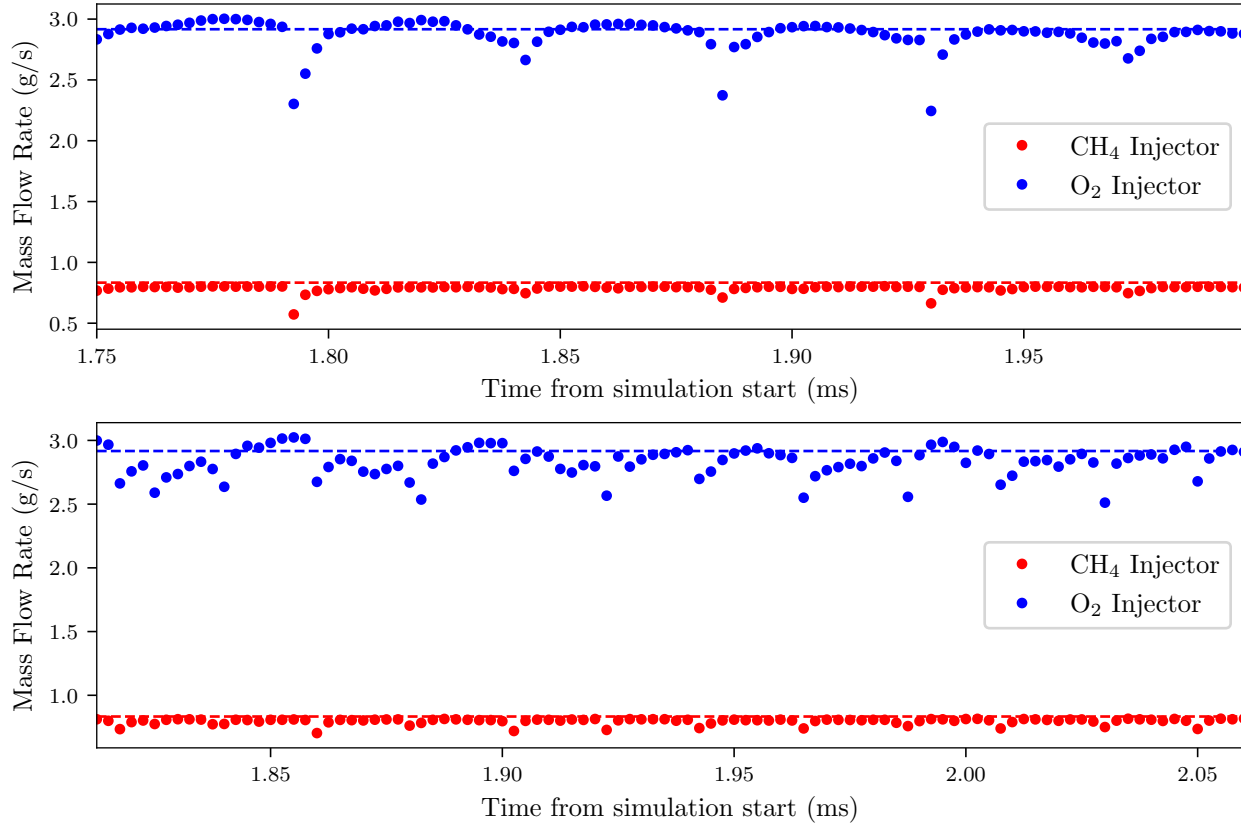 3.0
2.5
2.0
1.5
1.0
0.5
Mass Flow Rate (g/s)
CH₄ Injector
O₂ Injector
1.75
1.80
1.85
1.90
1.95
Time from simulation start (ms)
3.0
2.5
2.0
1.5
1.0
Mass Flow Rate (g/s)
CH₄ Injector
O₂ Injector
1.85
1.90
1.95
2.00
2.05
Time from simulation start (ms)